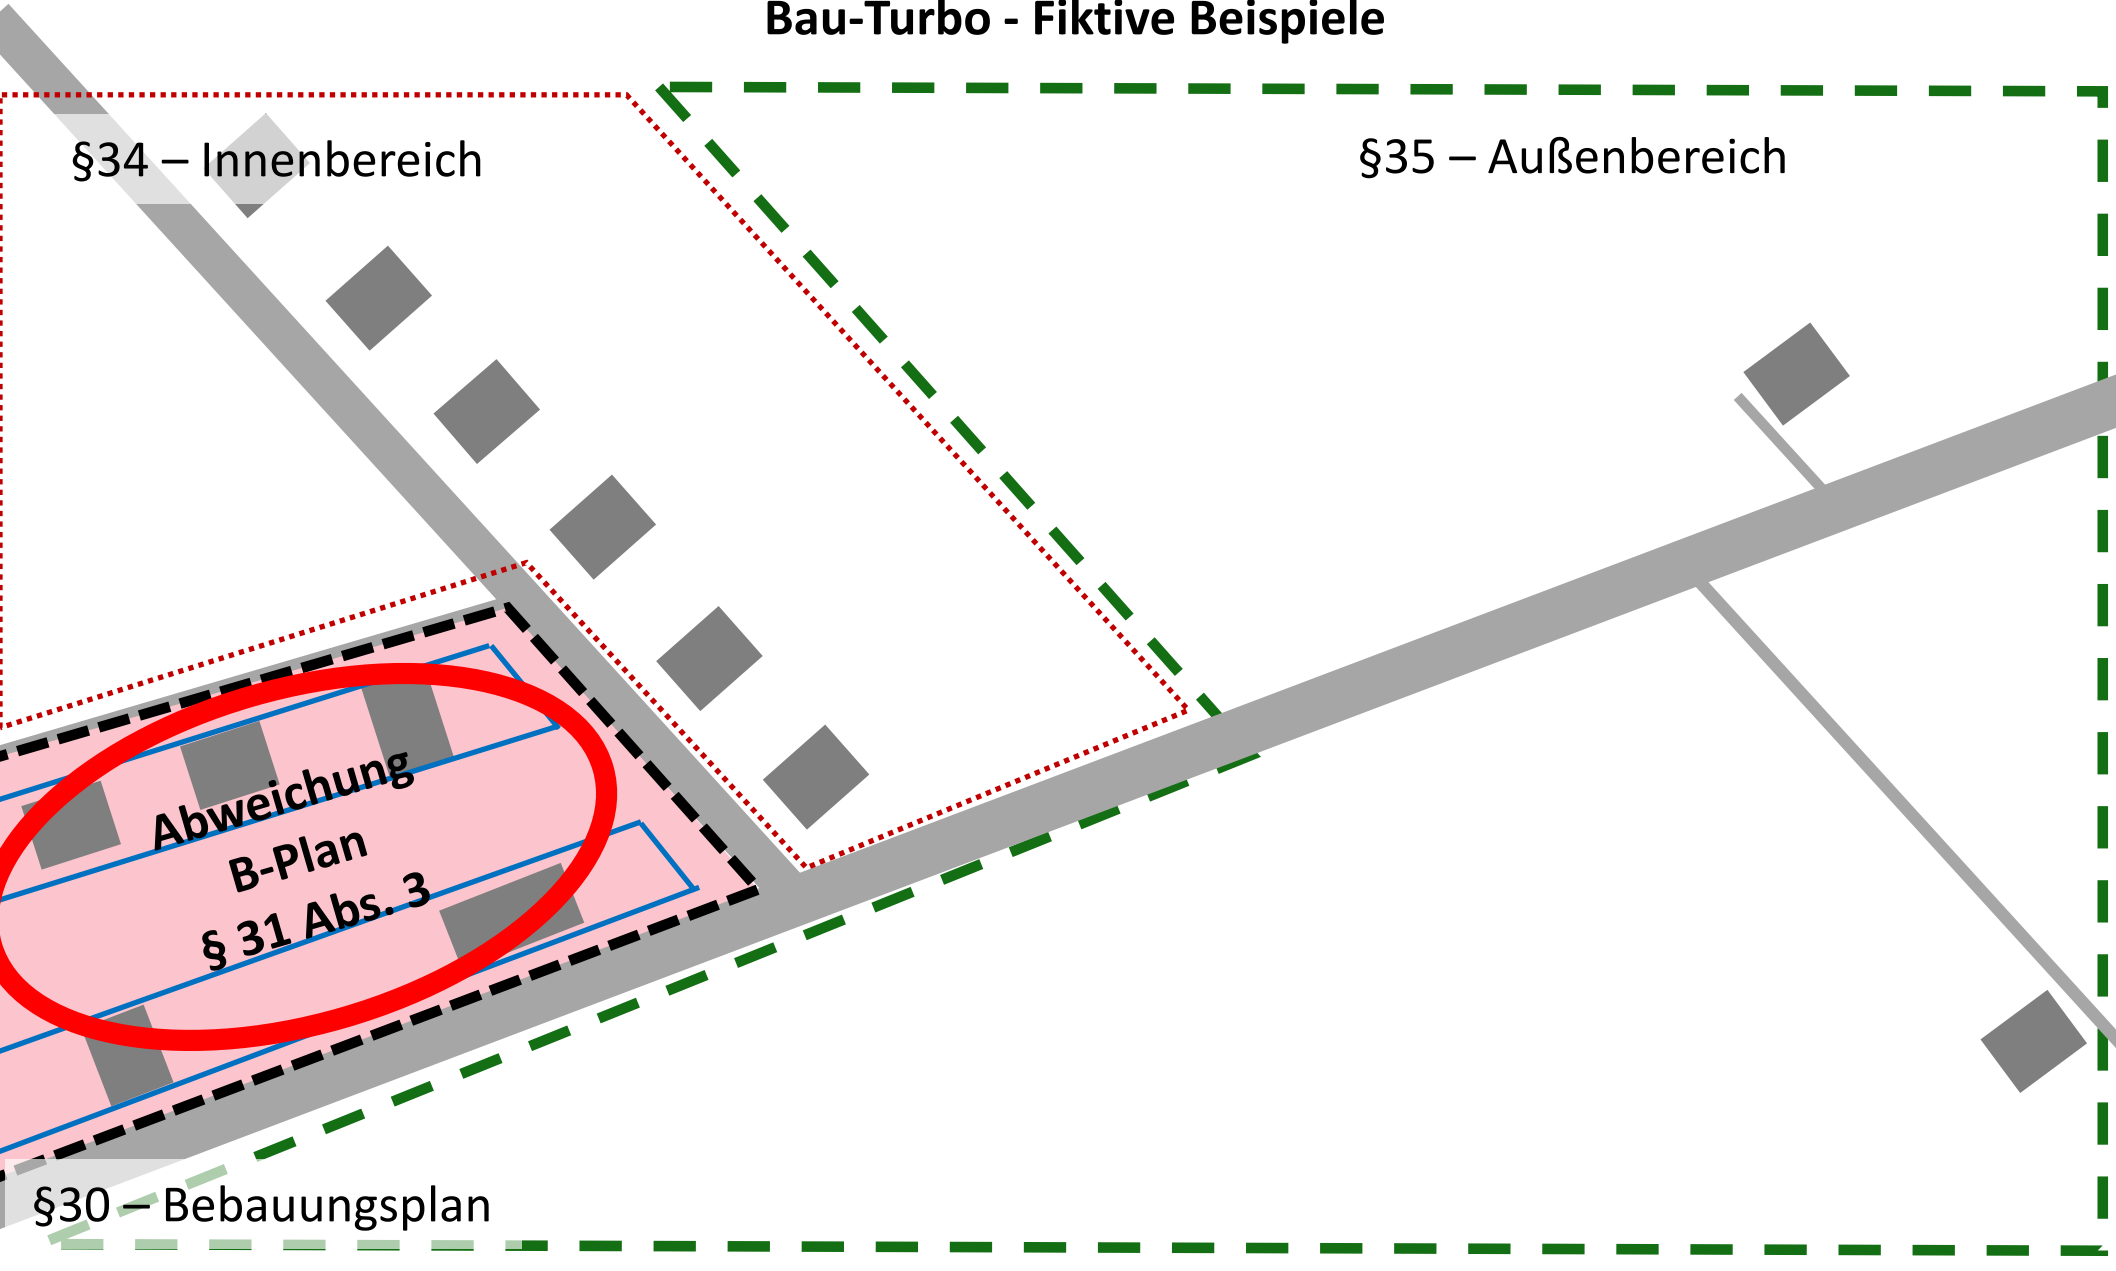 Bau-Turbo - Fiktive Beispiele
§34 – Innenbereich
§35 – Außenbereich
Abweichung
B-Plan
§ 31 Abs. 3
§30 – Bebauungsplan